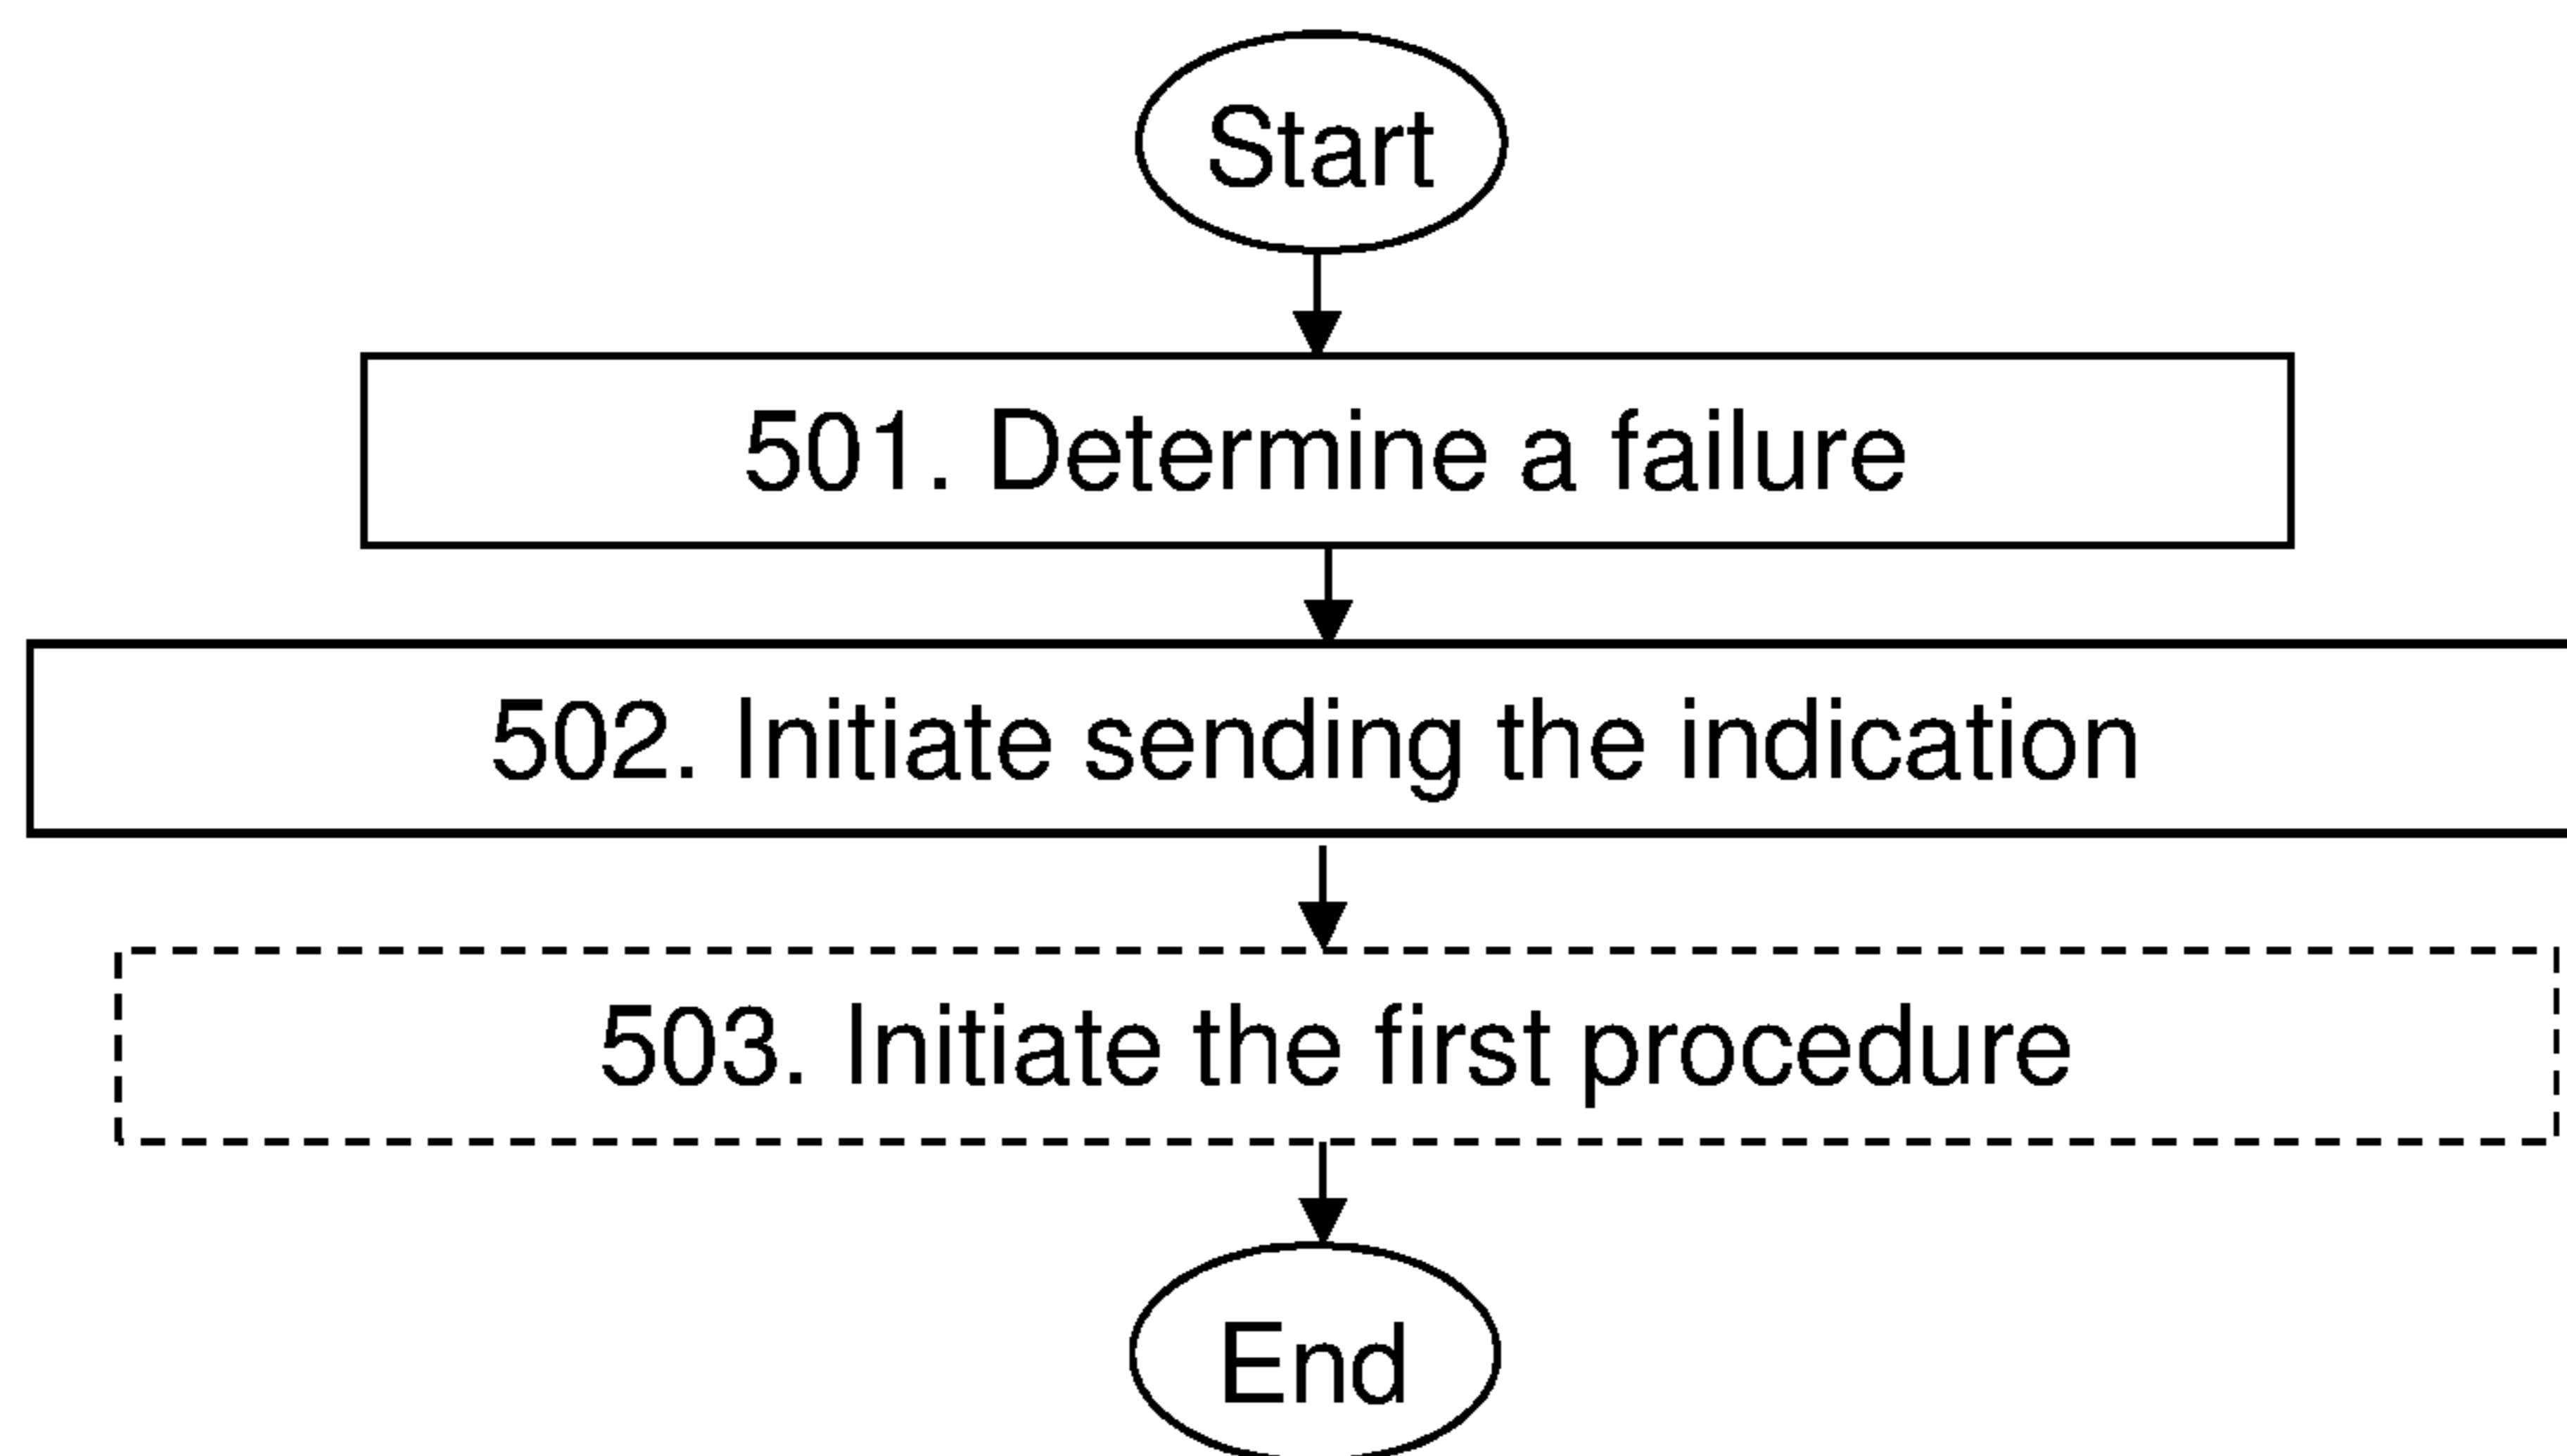 Start
501. Determine a failure
502. Initiate sending the indication
503. Initiate the first procedure
End